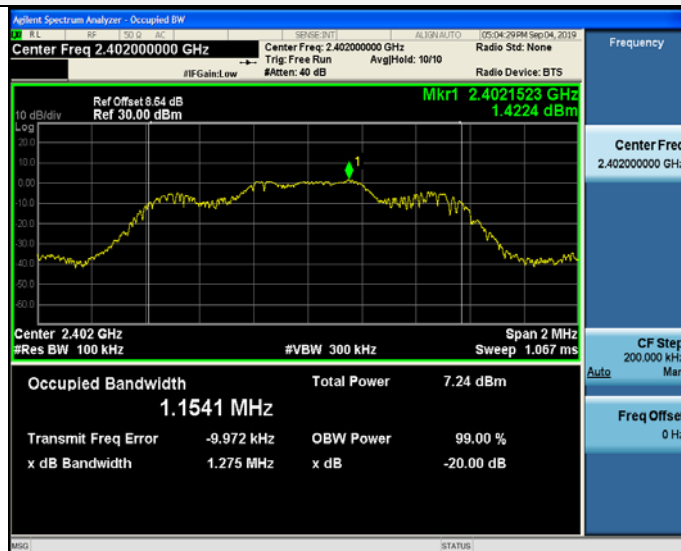 Agilent Spectrum Analyzer - Occupied BW
RL RF 50 Ω AC SENSE:INT ALIGN AUTO 05:04:29 PM Sep 04, 2019
Center Freq 2.402000000 GHz
Center Freq: 2.402000000 GHz
Radio Std: None
Trig: Free Run Avg|Hold: 10/10
#IFGain:Low #Atten: 40 dB Radio Device: BTS
Frequency
Mkr1 2.4021523 GHz
1.4224 dBm
Ref Offset 8.64 dB
10 dB/div Ref 30.00 dBm
Log
20.0
10.0
0.00
-10.0
-20.0
-30.0
-40.0
-50.0
-60.0
1
Center 2.402 GHz Span 2 MHz
#Res BW 100 kHz #VBW 300 kHz Sweep 1.067 ms
Occupied Bandwidth Total Power 7.24 dBm
1.1541 MHz
Transmit Freq Error -9.972 kHz OBW Power 99.00 %
x dB Bandwidth 1.275 MHz x dB -20.00 dB
Center Freq
2.402000000 GHz
CF Step
200.000 kHz
Auto Man
Freq Offset
0 Hz
MSG STATUS